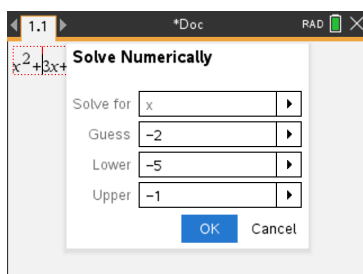 1.1 *Doc RAD
x²+3x+
Solve Numerically
Solve for x
Guess -2
Lower -5
Upper -1
OK Cancel